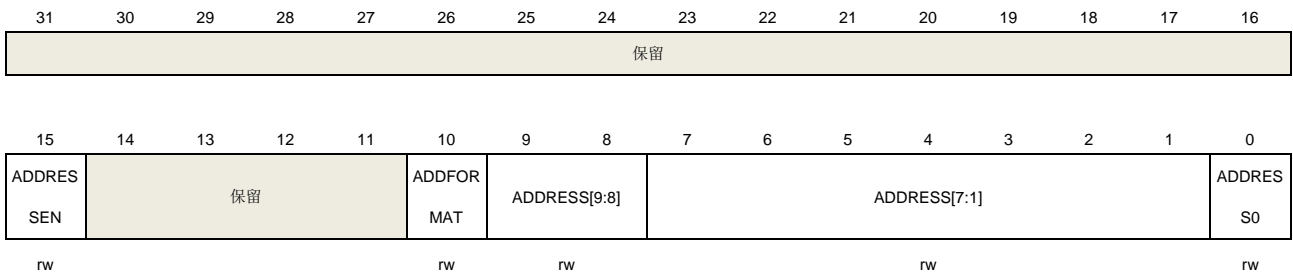 31 30 29 28 27 26 25 24 23 22 21 20 19 18 17 16
保留
15 14 13 12 11 10 9 8 7 6 5 4 3 2 1 0
ADDRES
SEN
保留
ADDFOR
MAT
ADDRESS[9:8]
ADDRESS[7:1]
ADDRES
S0
rw rw rw rw rw